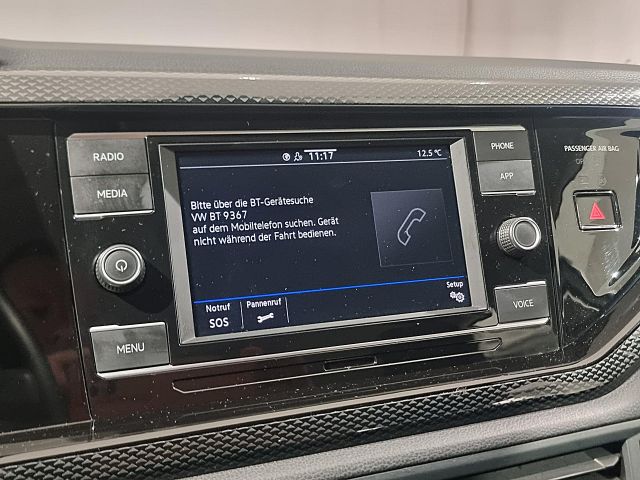 RADIO
MEDIA
MENU
11:17
12.5 °C
Bitte über die BT-Gerätesuche
VW BT 9367
auf dem Mobiltelefon suchen. Gerät
nicht während der Fahrt bedienen.
Setup
Notruf
SOS
Pannenruf
PHONE
APP
VOICE
PASSENGER AIR BAG